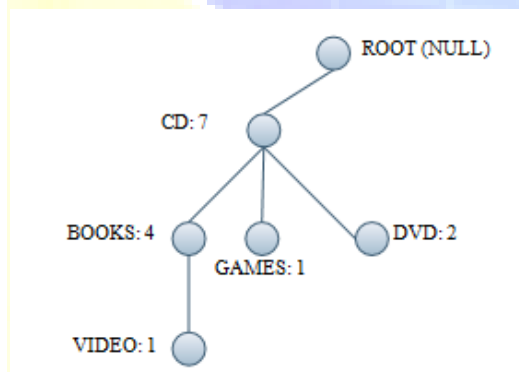 ROOT (NULL)
CD: 7
BOOKS: 4
DVD: 2
GAMES: 1
VIDEO: 1